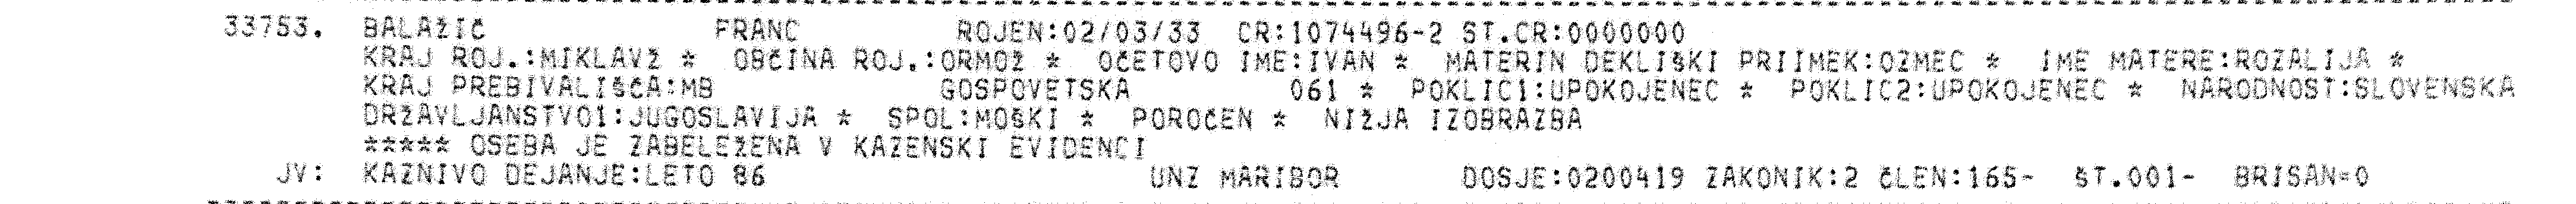 33753. BALAŽIČ FRANC ROJEN:02/03/33 CR:1074496-2 ST.CR:0000000
KRAJ ROJ.:MIKLAVŽ * OBČINA ROJ.:ORMOŽ * OČETOVO IME:IVAN * MATERIN DEKLIŠKI PRIIMEK:OZMEC * IME MATERE:ROZALIJA *
KRAJ PREBIVALIŠČA:MB GOSPOVETSKA 061 * POKLIC1:UPOKOJENEC * POKLIC2:UPOKOJENEC * NARODNOST:SLOVENSKA
DRŽAVLJANSTVO1:JUGOSLAVIJA * SPOL:MOŠKI * POROČEN * NIŽJA IZOBRAZBA
***** OSEBA JE ZABELEŽENA V KAZENSKI EVIDENCI
JV: KAZNIVO DEJANJE:LETO 86 UNZ MARIBOR DOSJE:0200419 ZAKONIK:2 ČLEN:165- ŠT.001- BRISAN=0